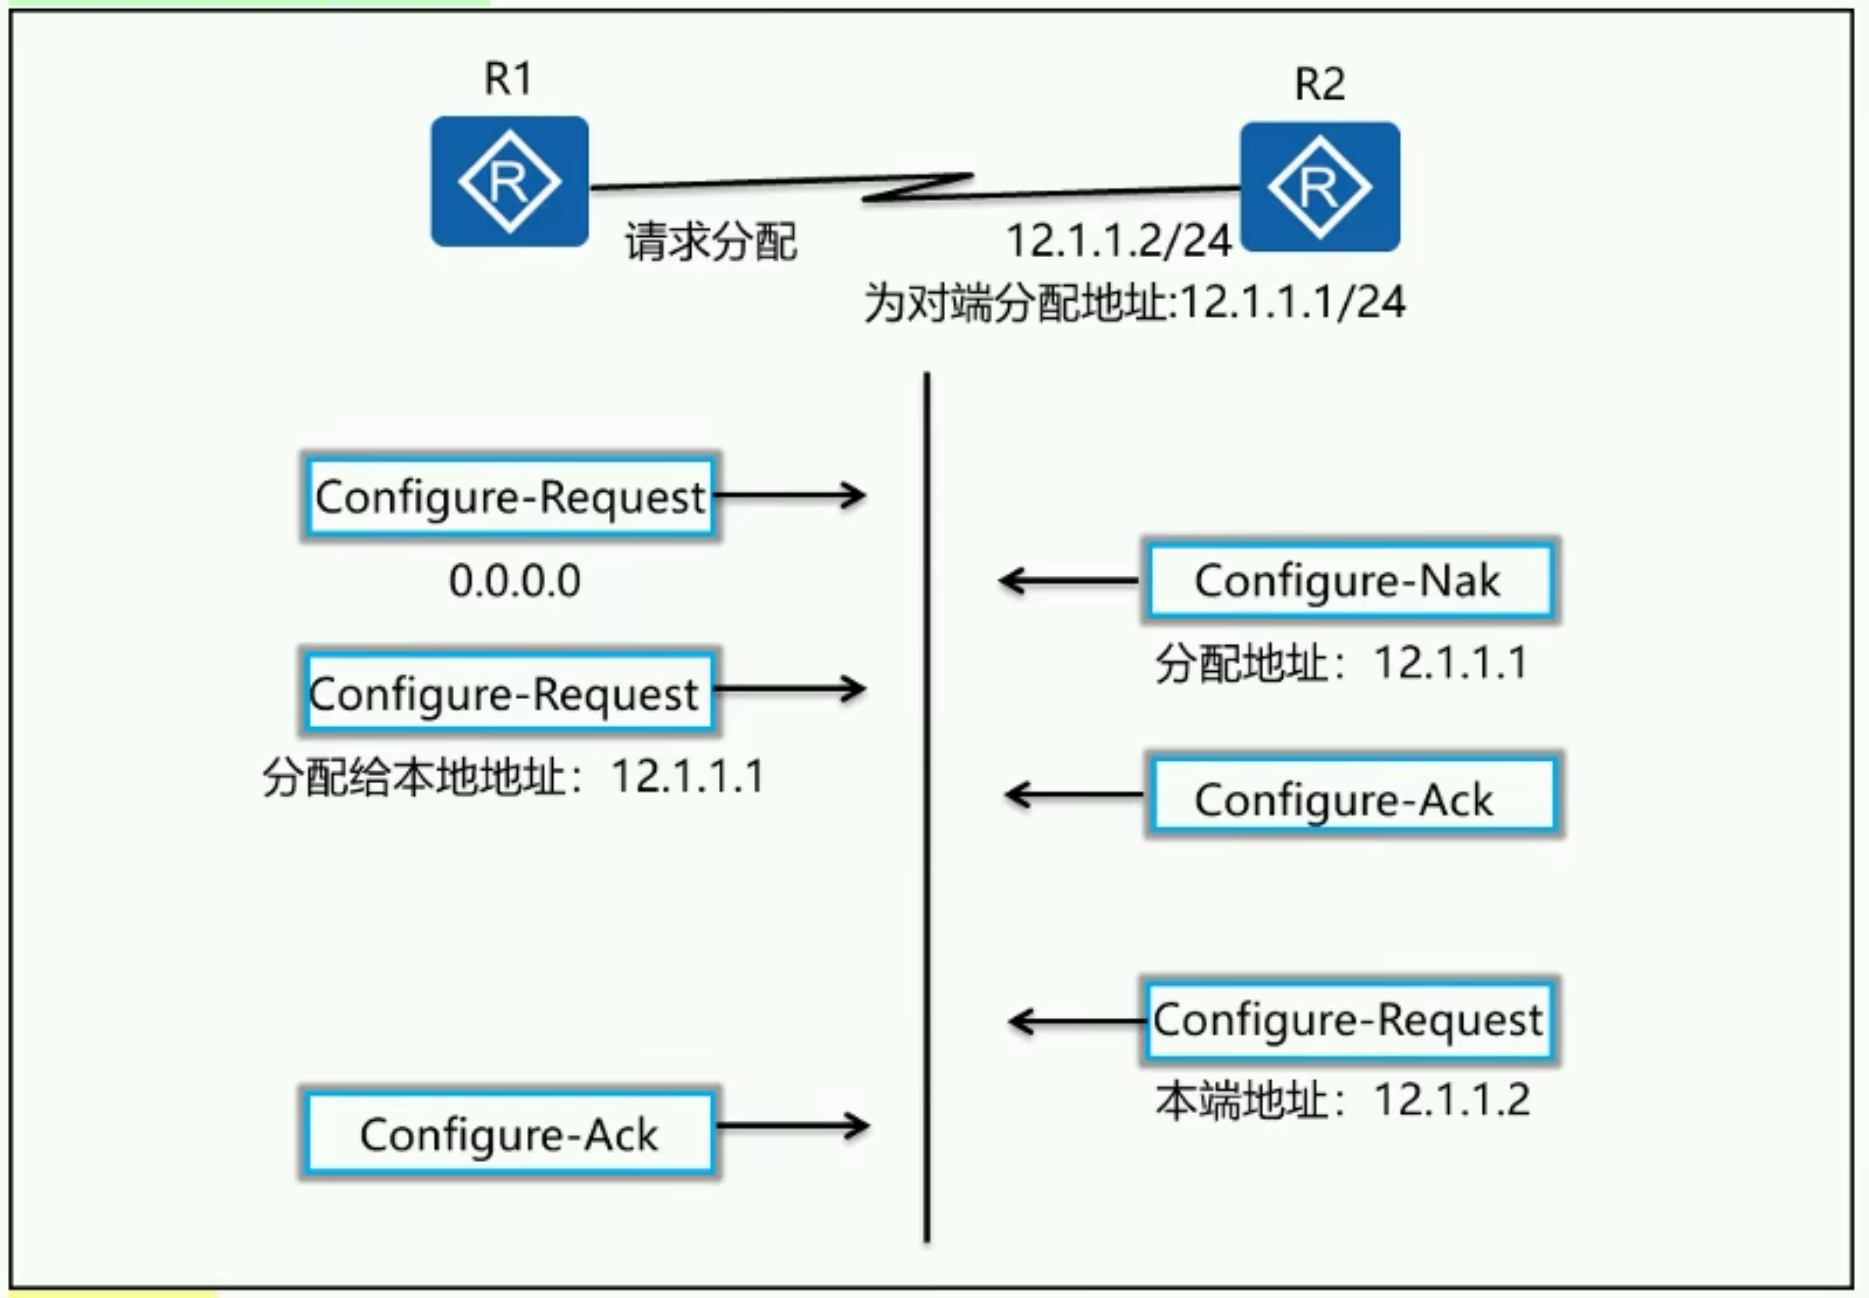 R1
R2
R
R
请求分配
12.1.1.2/24
为对端分配地址:12.1.1.1/24
Configure-Request
0.0.0.0
Configure-Nak
分配地址：12.1.1.1
Configure-Request
分配给本地地址：12.1.1.1
Configure-Ack
Configure-Request
本端地址：12.1.1.2
Configure-Ack